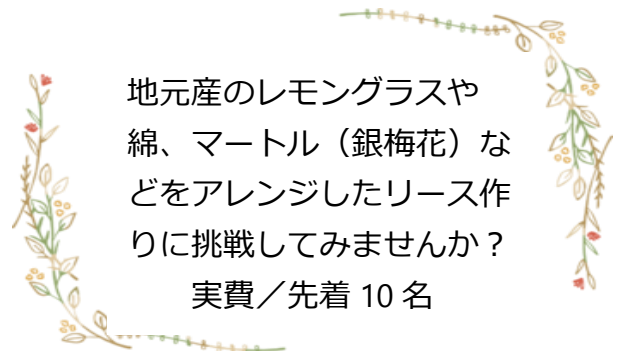 地元産のレモングラスや
綿、マートル（銀梅花）な
どをアレンジしたリース作
りに挑戦してみませんか？
実費／先着 10 名